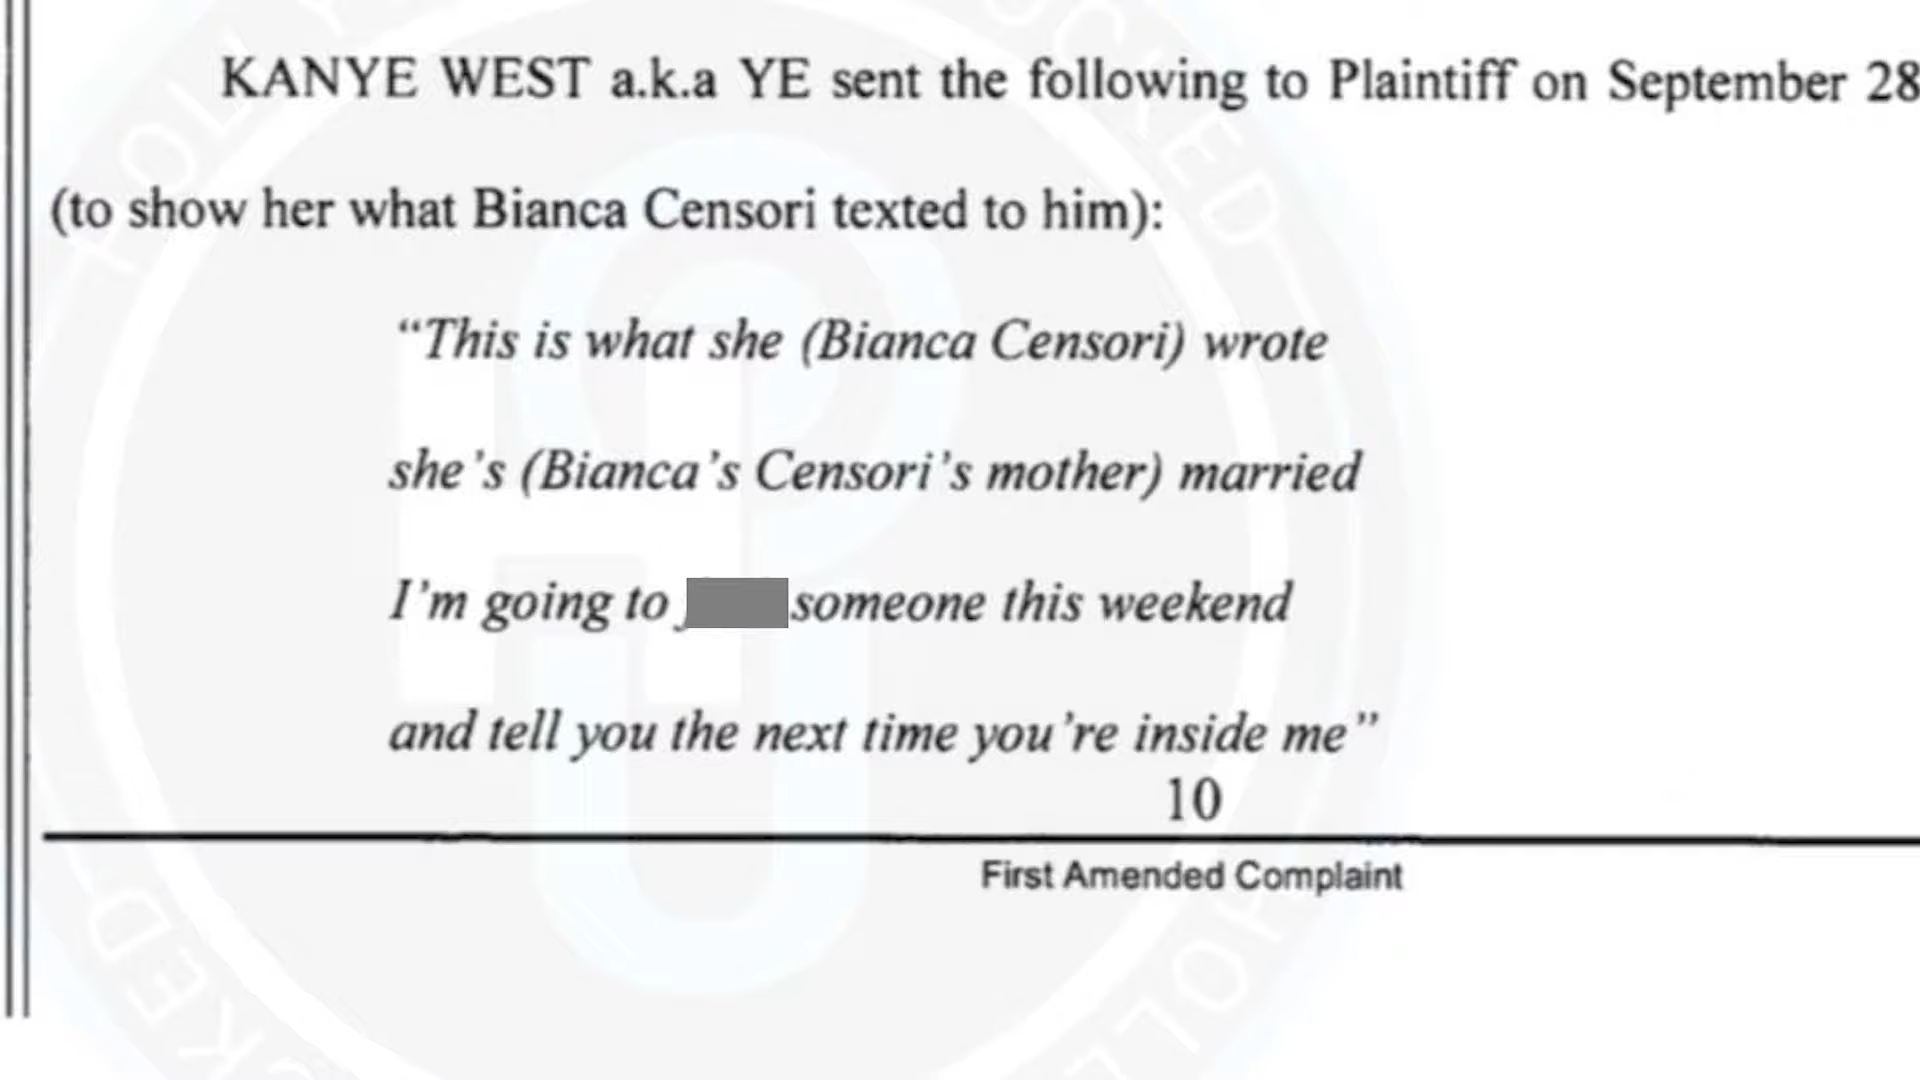 KANYE WEST a.k.a YE sent the following to Plaintiff on September 28
(to show her what Bianca Censori texted to him):
“This is what she (Bianca Censori) wrote
she’s (Bianca’s Censori’s mother) married
I’m going to someone this weekend
and tell you the next time you’re inside me”
10
First Amended Complaint